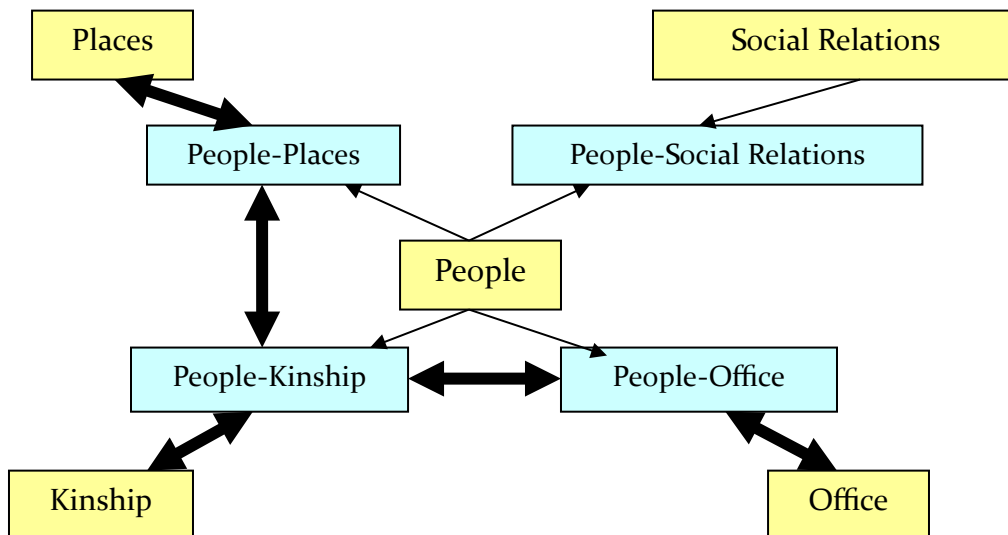 Places
Social Relations
People-Places
People-Social Relations
People
People-Kinship
People-Office
Kinship
Office